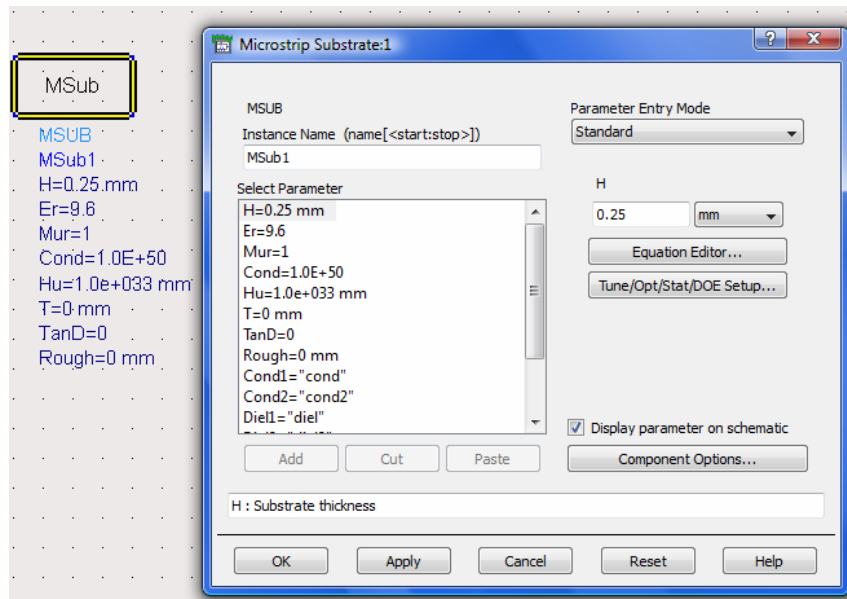 MSub
MSUB
MSub1
H=0.25 mm
Er=9.6
Mur=1
Cond=1.0E+50
Hu=1.0e+033 mm
T=0 mm
TanD=0
Rough=0 mm
Microstrip Substrate:1
MSUB
Instance Name (name[<start:stop>])
MSub1
Select Parameter
H=0.25 mm
Er=9.6
Mur=1
Cond=1.0E+50
Hu=1.0e+033 mm
T=0 mm
TanD=0
Rough=0 mm
Cond1="cond"
Cond2="cond2"
Diel1="diel"
Add Cut Paste
Parameter Entry Mode
Standard
H
0.25 mm
Equation Editor...
Tune/Opt/Stat/DOE Setup...
Display parameter on schematic
Component Options...
H : Substrate thickness
OK Apply Cancel Reset Help